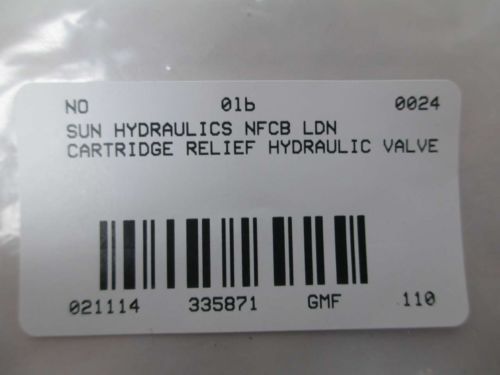 NO 01b 0024
SUN HYDRAULICS NFCB LDN
CARTRIDGE RELIEF HYDRAULIC VALVE
021114 335871 GMF .110